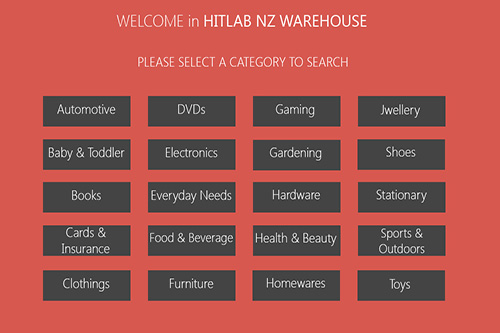 WELCOME in HITLAB NZ WAREHOUSE
PLEASE SELECT A CATEGORY TO SEARCH
Automotive
DVDs
Gaming
Jwellery
Baby & Toddler
Electronics
Gardening
Shoes
Books
Everyday Needs
Hardware
Stationary
Cards &
Insurance
Food & Beverage
Health & Beauty
Sports &
Outdoors
Clothings
Furniture
Homewares
Toys